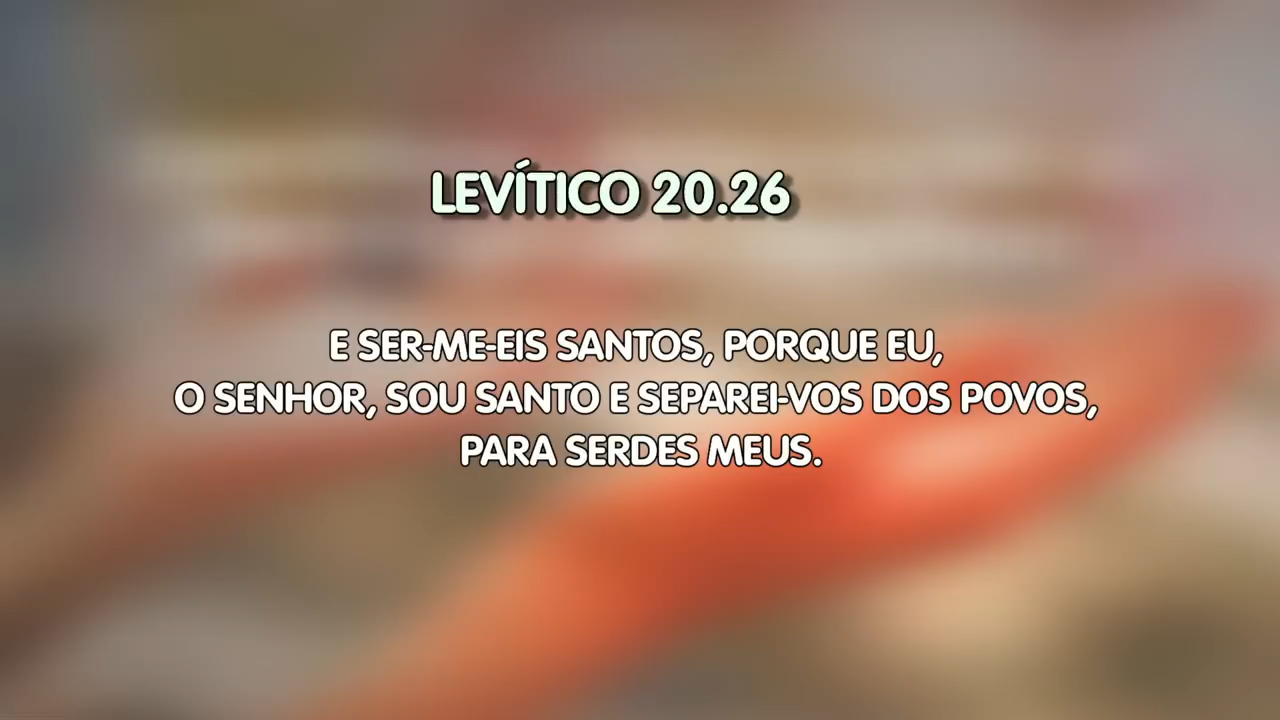 LEVÍTICO 20.26
E SER-ME-EIS SANTOS, PORQUE EU,
O SENHOR, SOU SANTO E SEPAREI-VOS DOS POVOS,
PARA SERDES MEUS.